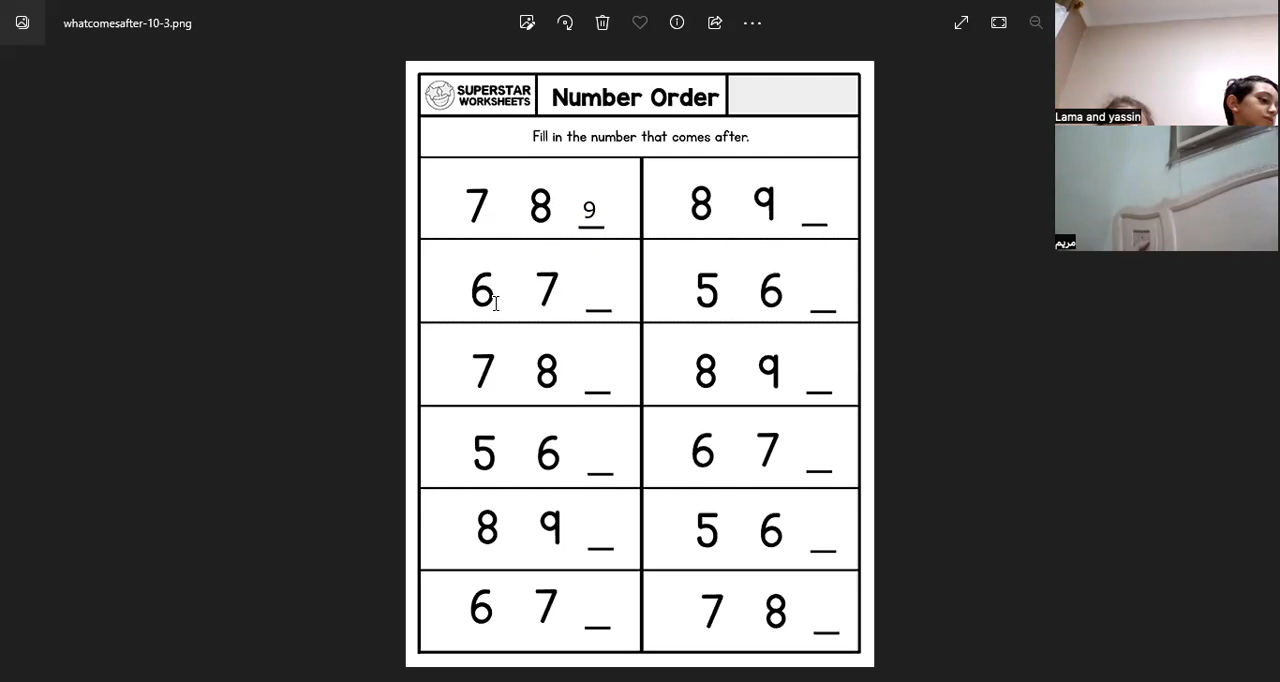 whatcomesafter-10-3.png
SUPERSTAR
WORKSHEETS
Number Order
Fill in the number that comes after.
7 8 9
8 9 _
6 7 _
5 6 _
7 8 _
8 9 _
5 6 _
6 7 _
8 9 _
5 6 _
6 7 _
7 8 _
Lama and yassin
مريم